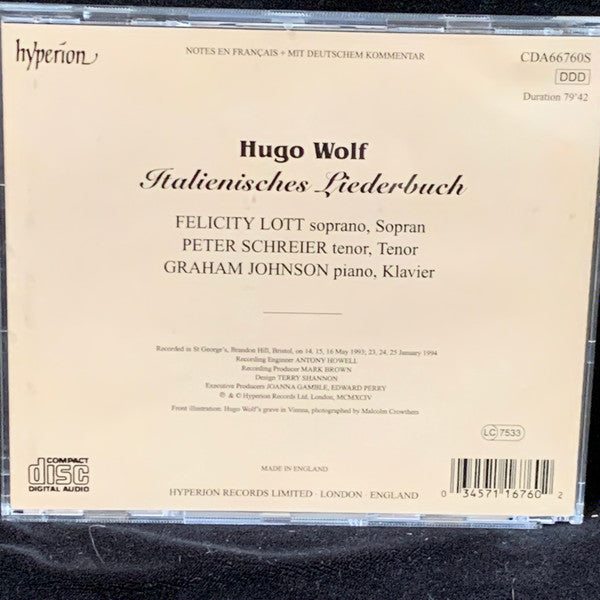 hyperion
NOTES EN FRANÇAIS + MIT DEUTSCHEM KOMMENTAR
CDA66760S
DDD
Duration 79'42
Hugo Wolf
Italienisches Liederbuch
FELICITY LOTT soprano, Sopran
PETER SCHREIER tenor, Tenor
GRAHAM JOHNSON piano, Klavier
Recorded in St George's, Brandon Hill, Bristol, on 14, 15, 16 May 1993; 23, 24, 25 January 1994
Recording Engineer ANTONY HOWELL
Recording Producer MARK BROWN
Design TERRY SHANNON
Executive Producers JOANNA GAMBLE, EDWARD PERRY
℗ & © Hyperion Records Ltd, London, MCMXCIV
Front illustration: Hugo Wolf's grave in Vienna, photographed by Malcolm Crowthers
LC 7533
COMPACT
disc
DIGITAL AUDIO
MADE IN ENGLAND
HYPERION RECORDS LIMITED · LONDON · ENGLAND
0 34571 16760 2